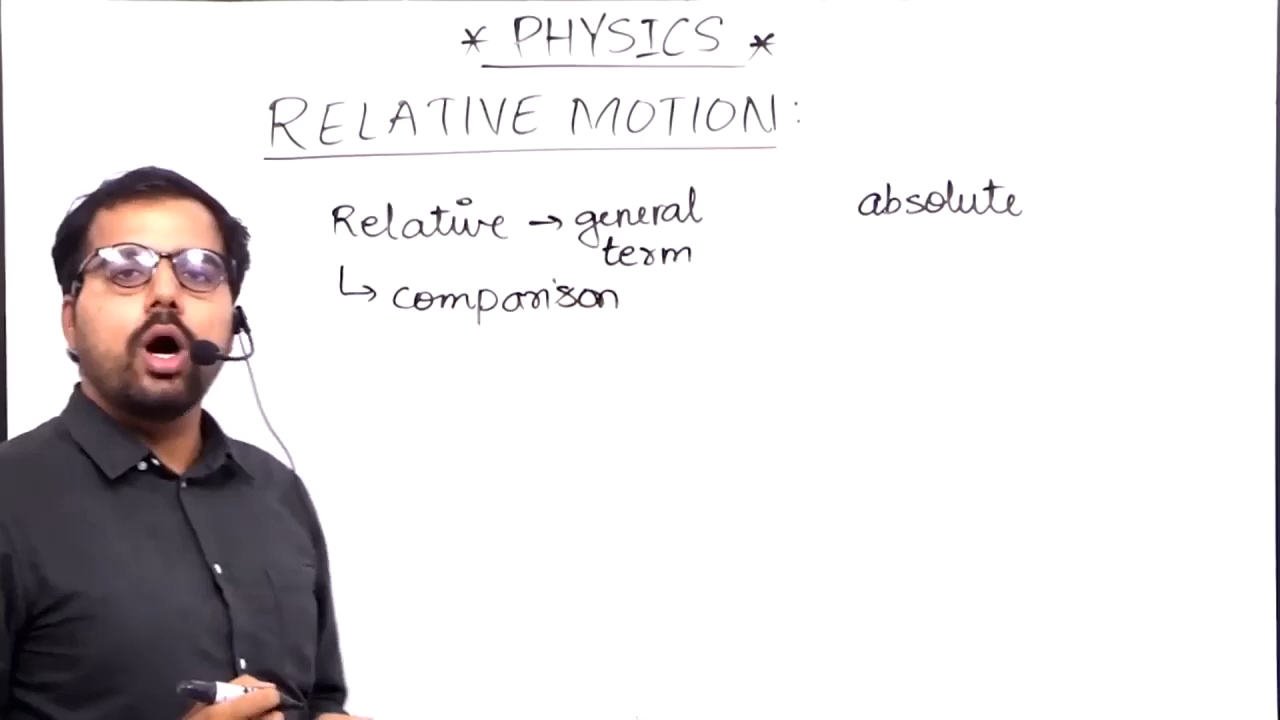 * PHYSICS *
RELATIVE MOTION:
Relative → general term
absolute
↳ comparison